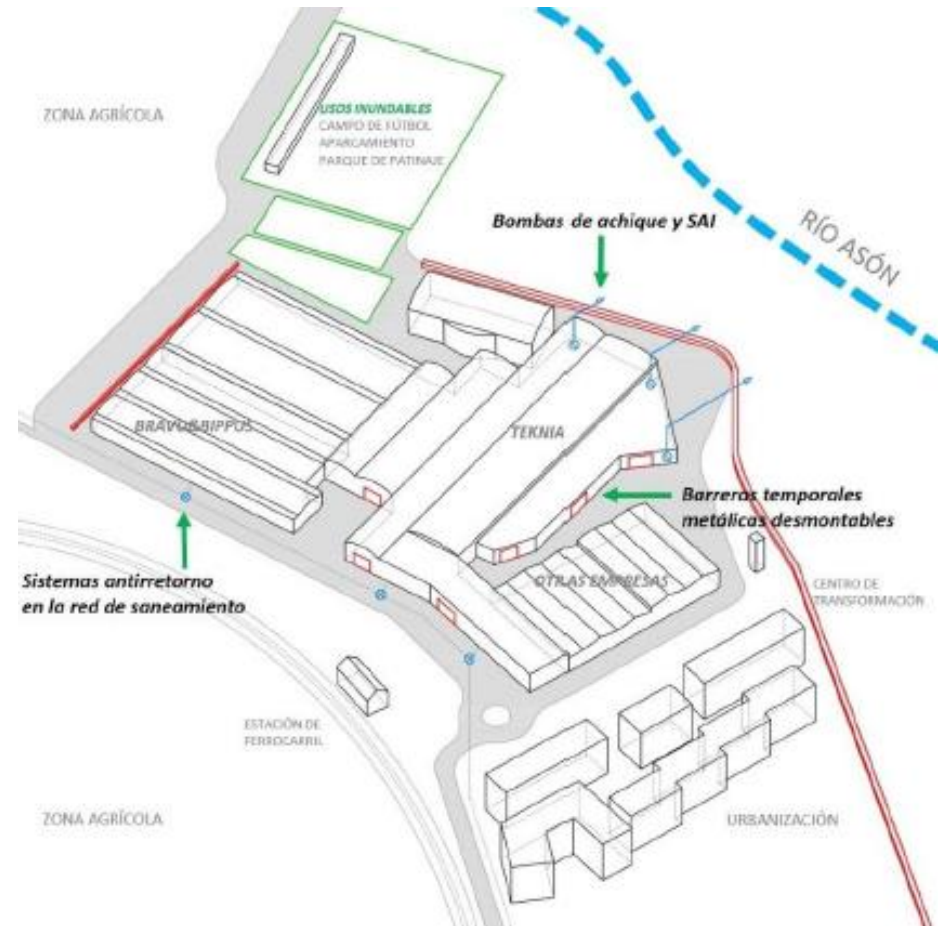 ZONA AGRÍCOLA
USOS INUNDABLES
CAMPO DE FÚTBOL
APARCAMIENTO
PARQUE DE PATINAJE
Bombas de achique y SAI
RÍO ASÓN
BRAVO&BIPPUS
TEKNIA
Barreras temporales
metálicas desmontables
Sistemas antirretorno
en la red de saneamiento
OTRAS EMPRESAS
CENTRO DE
TRANSFORMACIÓN
ESTACIÓN DE
FERROCARRIL
ZONA AGRÍCOLA
URBANIZACIÓN